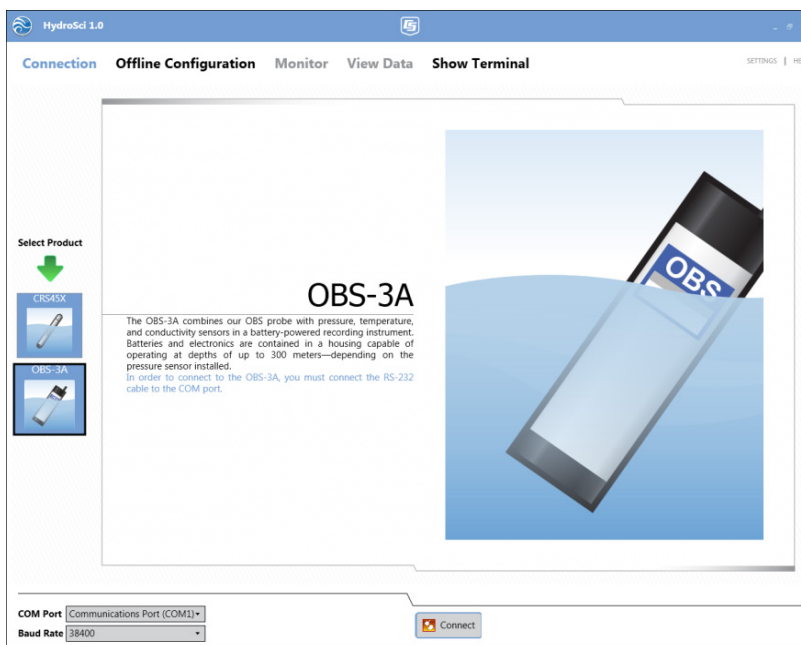 HydroSci 1.0
Connection Offline Configuration Monitor View Data Show Terminal
SETTINGS | HE
Select Product
CRS45X
OBS-3A
OBS-3A
The OBS-3A combines our OBS probe with pressure, temperature,
and conductivity sensors in a battery-powered recording instrument.
Batteries and electronics are contained in a housing capable of
operating at depths of up to 300 meters—depending on the
pressure sensor installed.
In order to connect to the OBS-3A, you must connect the RS-232
cable to the COM port.
OBS
COM Port Communications Port (COM1)
Baud Rate 38400
Connect